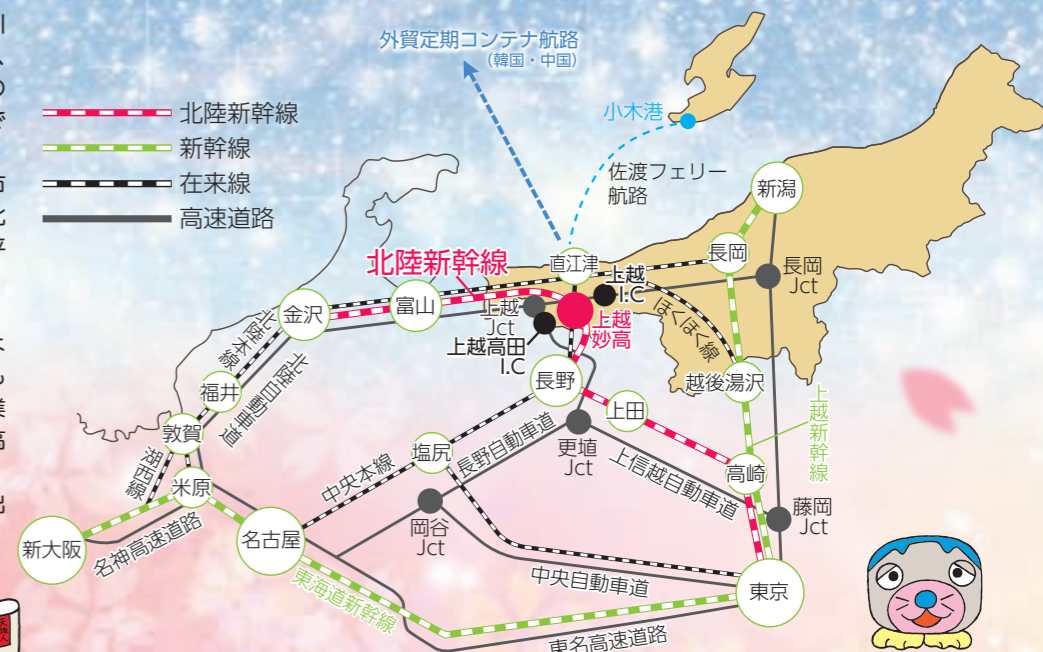 外貿定期コンテナ航路
(韓国・中国)
北陸新幹線
新幹線
在来線
高速道路
小木港
佐渡フェリー
航路
新潟
長岡
長岡
Jct
直江津
北陸新幹線
上越
I.C
上越
Jct
上越
妙高
上越高田
I.C
ほくほく線
金沢
富山
北陸本線
北陸自動車道
福井
敦賀
湖西線
米原
長野
上田
越後湯沢
上越新幹線
更埴
Jct
上信越自動車道
高崎
藤岡
Jct
塩尻
長野自動車道
中央本線
岡谷
Jct
新大阪
名神高速道路
名古屋
東海道新幹線
中央自動車道
東名高速道路
東京
天地人